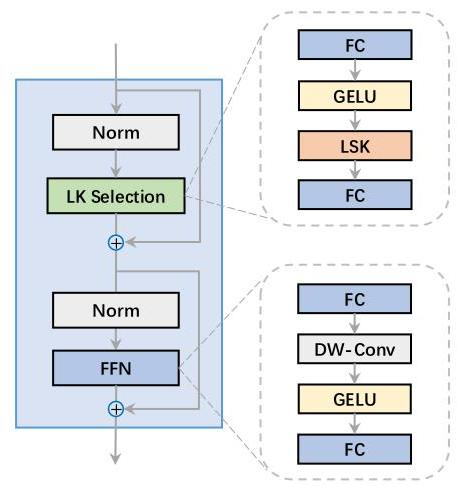 Norm
LK Selection
+
Norm
FFN
+
FC
GELU
LSK
FC
FC
DW-Conv
GELU
FC